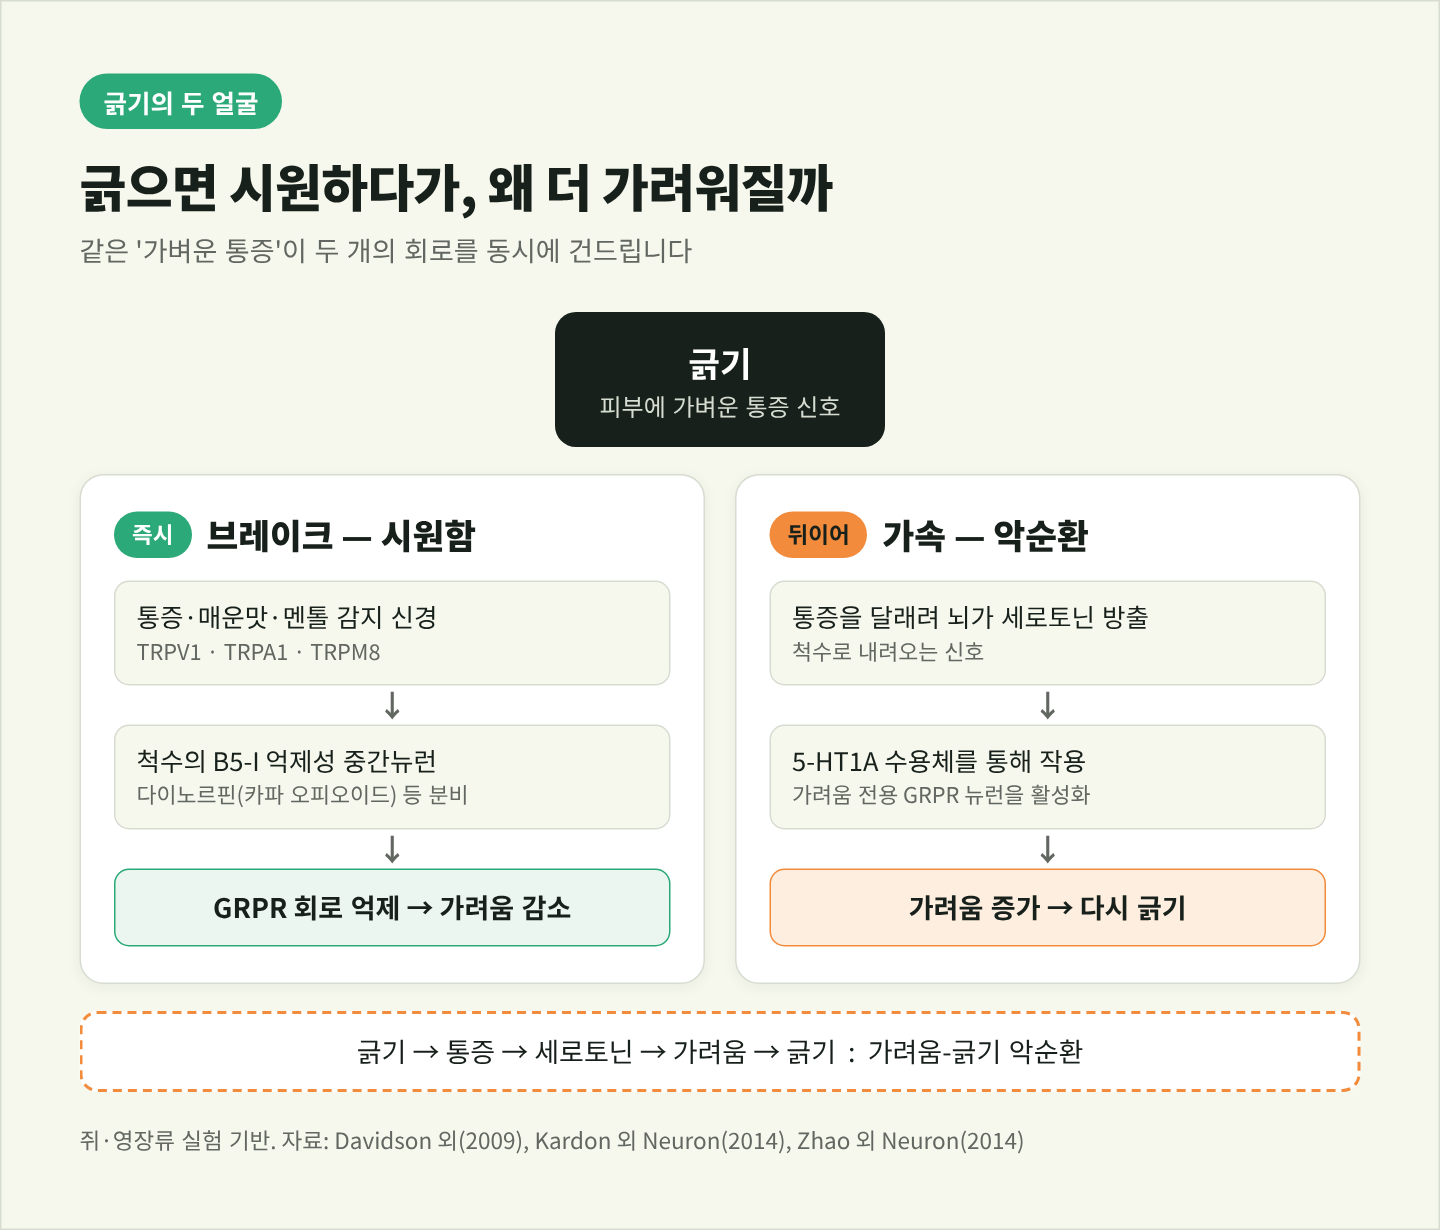 긁기의 두 얼굴
긁으면 시원하다가, 왜 더 가려워질까
같은 '가벼운 통증'이 두 개의 회로를 동시에 건드립니다
긁기
피부에 가벼운 통증 신호
즉시 브레이크 — 시원함
통증·매운맛·멘톨 감지 신경
TRPV1 · TRPA1 · TRPM8
↓
척수의 B5-I 억제성 중간뉴런
다이노르핀(카파 오피오이드) 등 분비
↓
GRPR 회로 억제 → 가려움 감소
뒤이어 가속 — 악순환
통증을 달래려 뇌가 세로토닌 방출
척수로 내려오는 신호
↓
5-HT1A 수용체를 통해 작용
가려움 전용 GRPR 뉴런을 활성화
↓
가려움 증가 → 다시 긁기
긁기 → 통증 → 세로토닌 → 가려움 → 긁기 : 가려움-긁기 악순환
쥐·영장류 실험 기반. 자료: Davidson 외(2009), Kardon 외 Neuron(2014), Zhao 외 Neuron(2014)